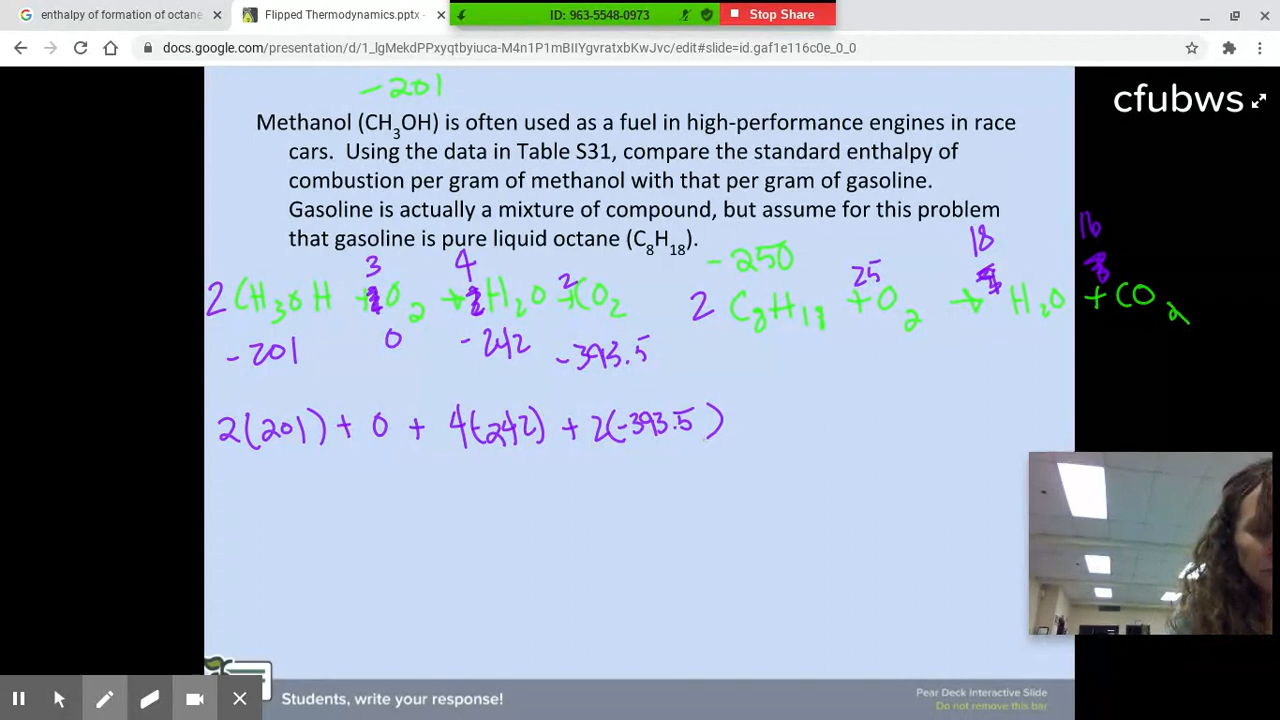 enthalpy of formation of octane
Flipped Thermodynamics.pptx -
ID: 963-5548-0973
Stop Share
docs.google.com/presentation/d/1_lgMekdPPxyqtbyiuca-M4n1P1mBIIYgvratxbKwJvc/edit#slide=id.gaf1e116c0e_0_0
cfubws
-201
Methanol (CH3OH) is often used as a fuel in high-performance engines in race
cars. Using the data in Table S31, compare the standard enthalpy of
combustion per gram of methanol with that per gram of gasoline.
Gasoline is actually a mixture of compound, but assume for this problem
that gasoline is pure liquid octane (C8H18).
-250
3 4 2 25 18 16
2 CH3OH + O2 → H2O + CO2 2 C8H18 + O2 → H2O + CO2
-201 0 -242 -393.5
2(201) + 0 + 4(-242) + 2(-393.5)
Students, write your response!
Pear Deck Interactive Slide
Do not remove this bar